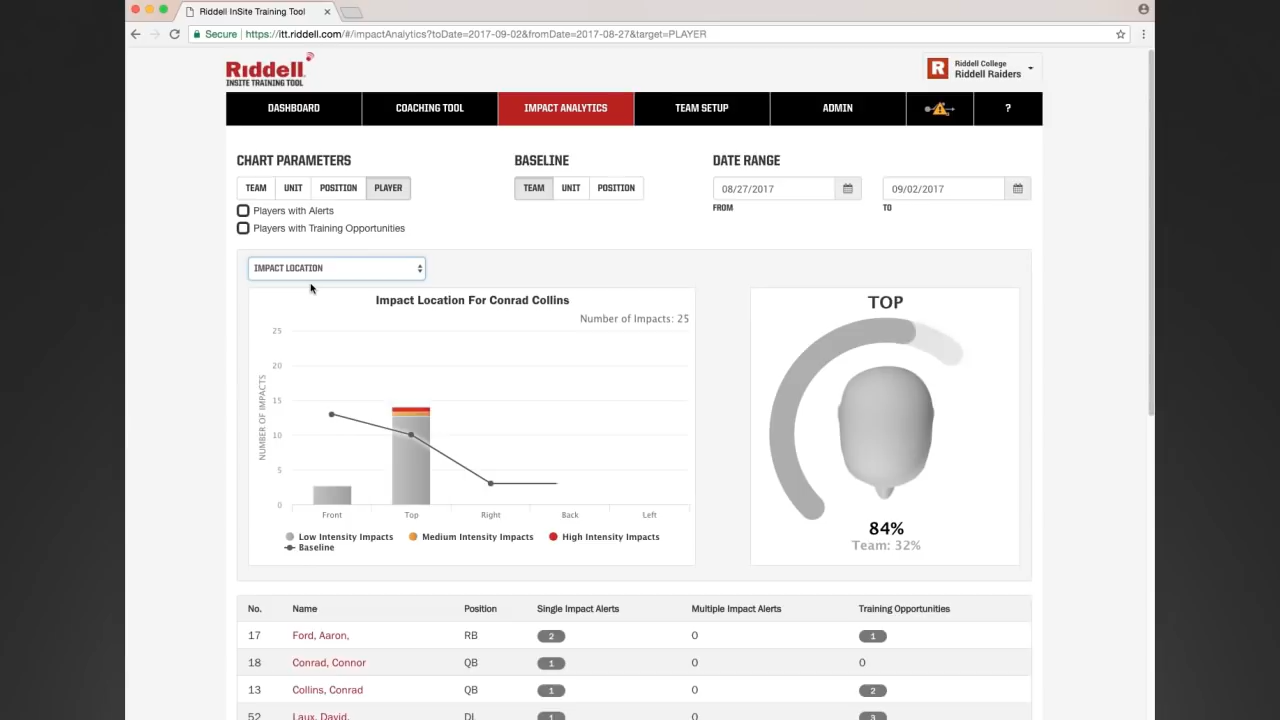 Riddell InSite Training Tool
Secure https://itt.riddell.com/#/impactAnalytics?toDate=2017-09-02&fromDate=2017-08-27&target=PLAYER
Riddell
INSITE TRAINING TOOL
R
Riddell College
Riddell Raiders
DASHBOARD COACHING TOOL IMPACT ANALYTICS TEAM SETUP ADMIN ?
CHART PARAMETERS BASELINE DATE RANGE
TEAM UNIT POSITION PLAYER TEAM UNIT POSITION 08/27/2017 09/02/2017
FROM TO
Players with Alerts
Players with Training Opportunities
IMPACT LOCATION
Impact Location For Conrad Collins
Number of Impacts: 25
NUMBER OF IMPACTS
25
20
15
10
5
0
Front Top Right Back Left
Low Intensity Impacts Medium Intensity Impacts High Intensity Impacts
Baseline
TOP
84%
Team: 32%
No. Name Position Single Impact Alerts Multiple Impact Alerts Training Opportunities
17 Ford, Aaron, RB 2 0 1
18 Conrad, Connor QB 1 0 0
13 Collins, Conrad QB 1 0 2
52 Laux, David, DL 1 0 3